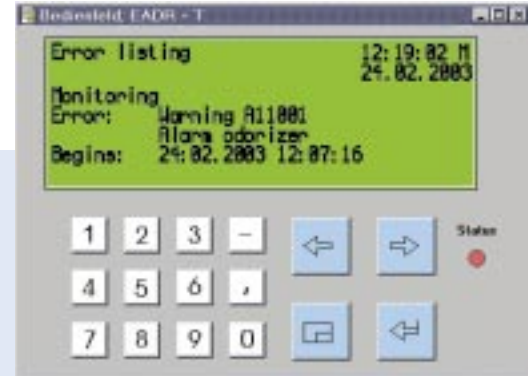 Bedienfeld, EADR - T
Error listing 12:19:02 M
24.02.2003
Monitoring
Error: Warning A11001
Alarm odorizer
Begins: 24.02.2003 12:07:16
1 2 3 -
Status
4 5 6 ,
7 8 9 0